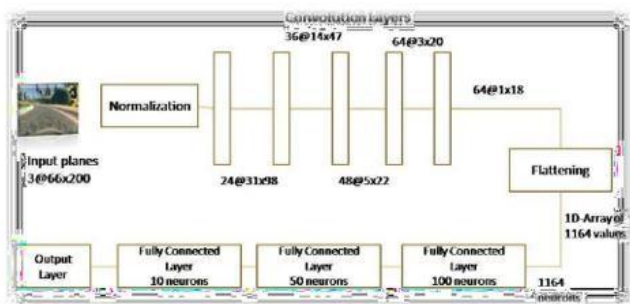 Convolution Layers
36@14x47
64@3x20
64@1x18
Normalization
Input planes
3@66x200
24@31x98
48@5x22
Flattening
1D-Array of
1164 values
Output
Layer
Fully Connected
Layer
10 neurons
Fully Connected
Layer
50 neurons
Fully Connected
Layer
100 neurons
1164
neurons